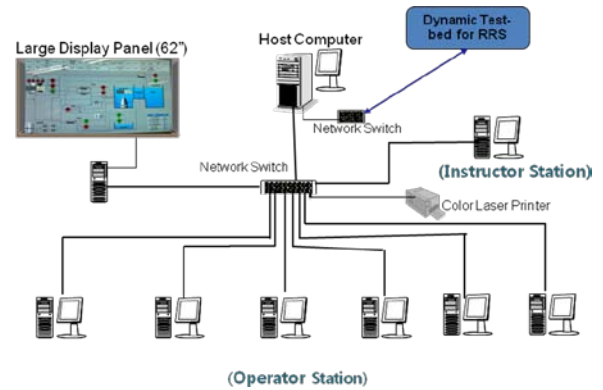 Dynamic Test-
bed for RRS
Host Computer
Large Display Panel (62”)
Network Switch
Network Switch
(Instructor Station)
Color Laser Printer
(Operator Station)